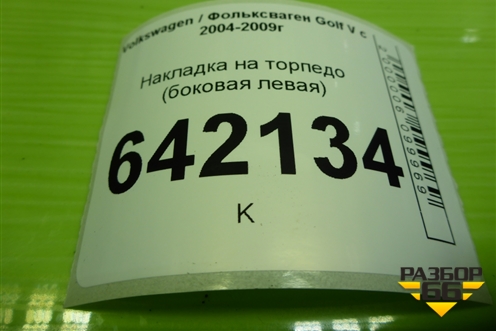 Volkswagen / Фольксваген Golf V с
2004-2009г
Накладка на торпедо
(боковая левая)
642134
К
РАЗБОР
66